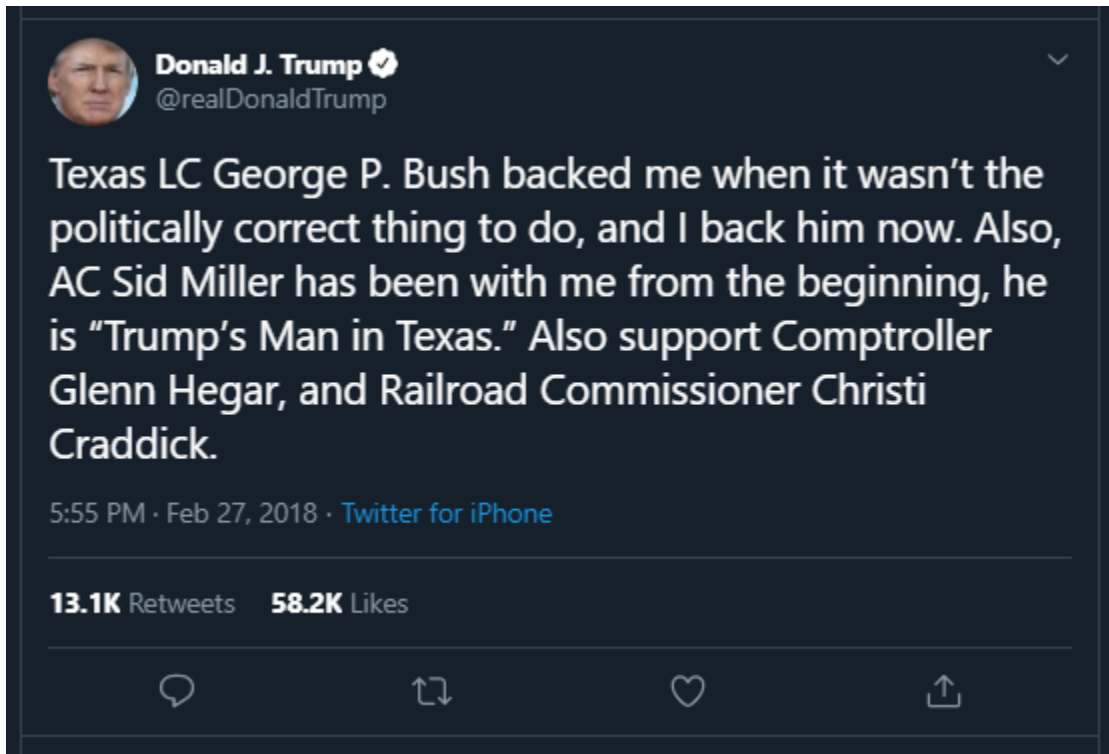 Donald J. Trump
@realDonaldTrump
Texas LC George P. Bush backed me when it wasn’t the
politically correct thing to do, and I back him now. Also,
AC Sid Miller has been with me from the beginning, he
is “Trump’s Man in Texas.” Also support Comptroller
Glenn Hegar, and Railroad Commissioner Christi
Craddick.
5:55 PM · Feb 27, 2018 · Twitter for iPhone
13.1K Retweets 58.2K Likes